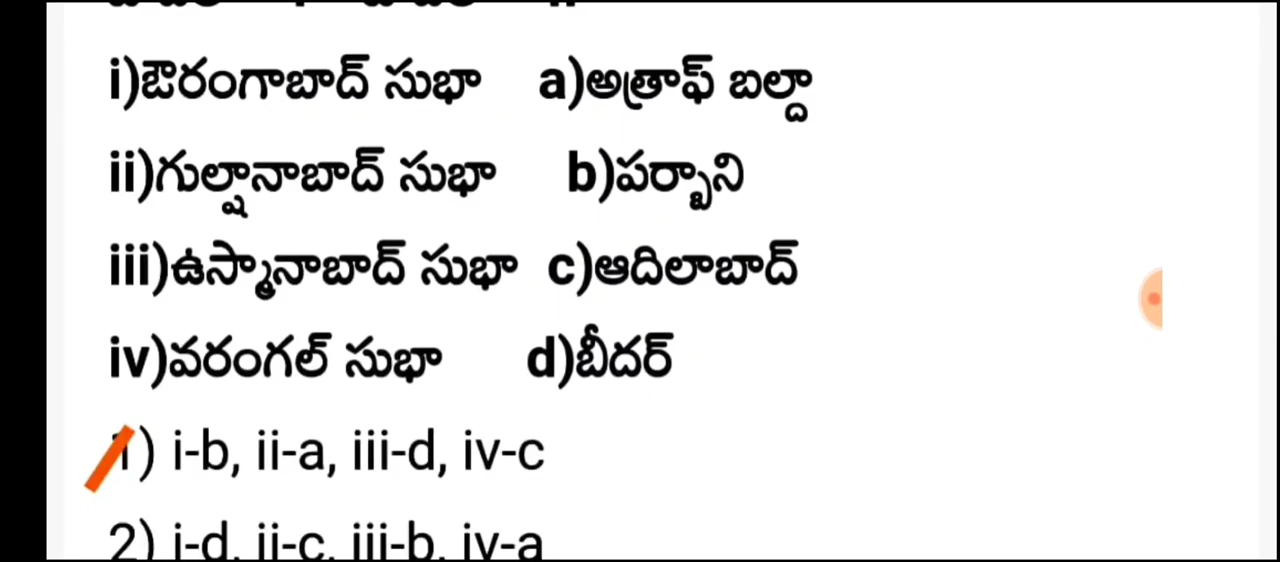 i)ఔరంగాబాద్ సుభా a)అత్రాఫ్ బల్దా
ii)గుల్షానాబాద్ సుభా b)పర్భాని
iii)ఉస్మానాబాద్ సుభా c)ఆదిలాబాద్
iv)వరంగల్ సుభా d)బీదర్
1) i-b, ii-a, iii-d, iv-c
2) i-d, ii-c, iii-b, iv-a